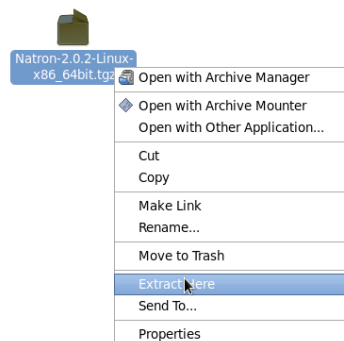 Natron-2.0.2-Linux-
x86_64bit.tgz
Open with Archive Manager
Open with Archive Mounter
Open with Other Application...
Cut
Copy
Make Link
Rename...
Move to Trash
Extract Here
Send To...
Properties